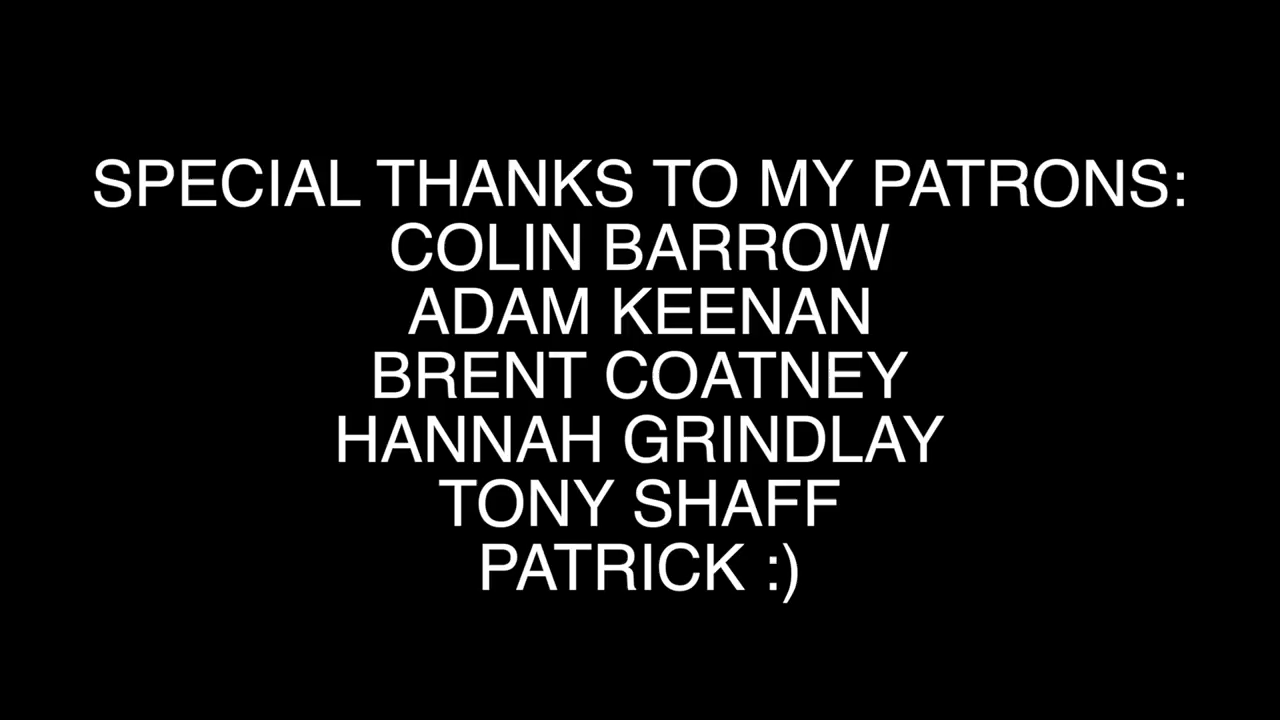 SPECIAL THANKS TO MY PATRONS:
COLIN BARROW
ADAM KEENAN
BRENT COATNEY
HANNAH GRINDLAY
TONY SHAFF
PATRICK :)